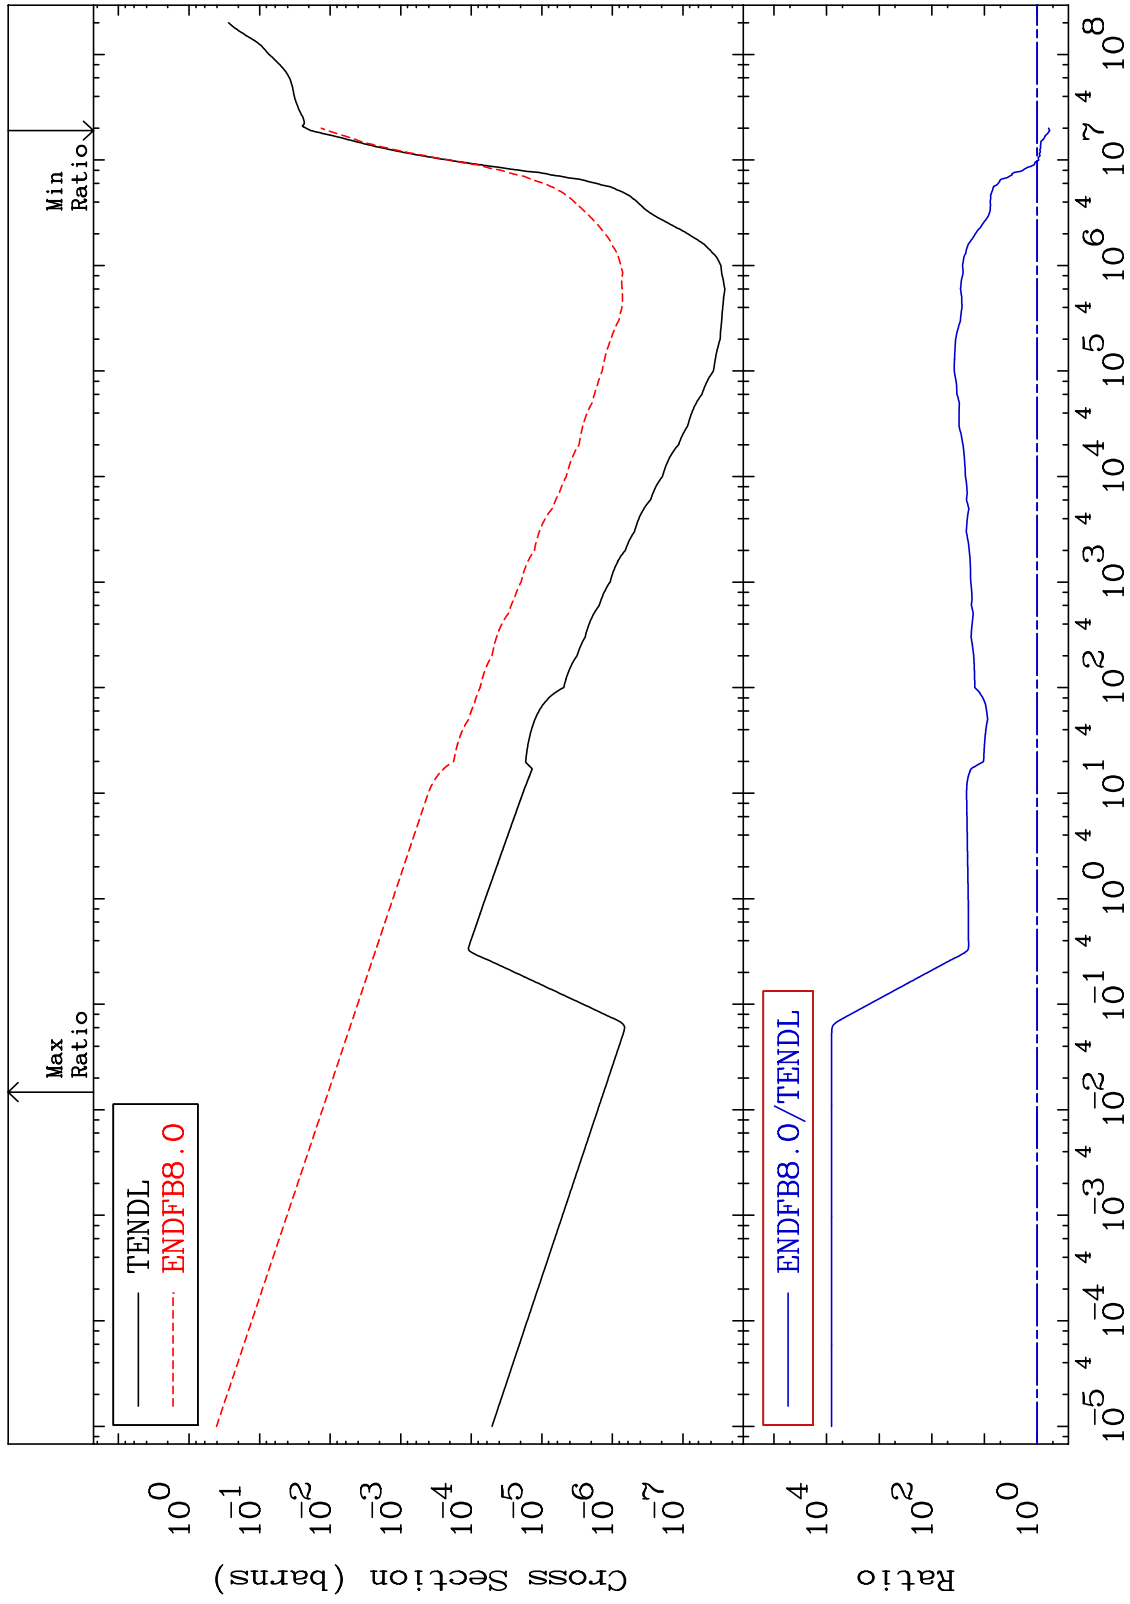 Max
Ratio
Min
Ratio
TENDL
ENDFB8.0
10^0
10^-1
10^-2
10^-3
10^-4
10^-5
10^-6
10^-7
Cross Section (barns)
ENDFB8.0/TENDL
10^4
10^2
10^0
Ratio
10^-5 4 10^-4 4 10^-3 4 10^-2 4 10^-1 4 10^0 4 10^1 4 10^2 4 10^3 4 10^4 4 10^5 4 10^6 4 10^7 4 10^8